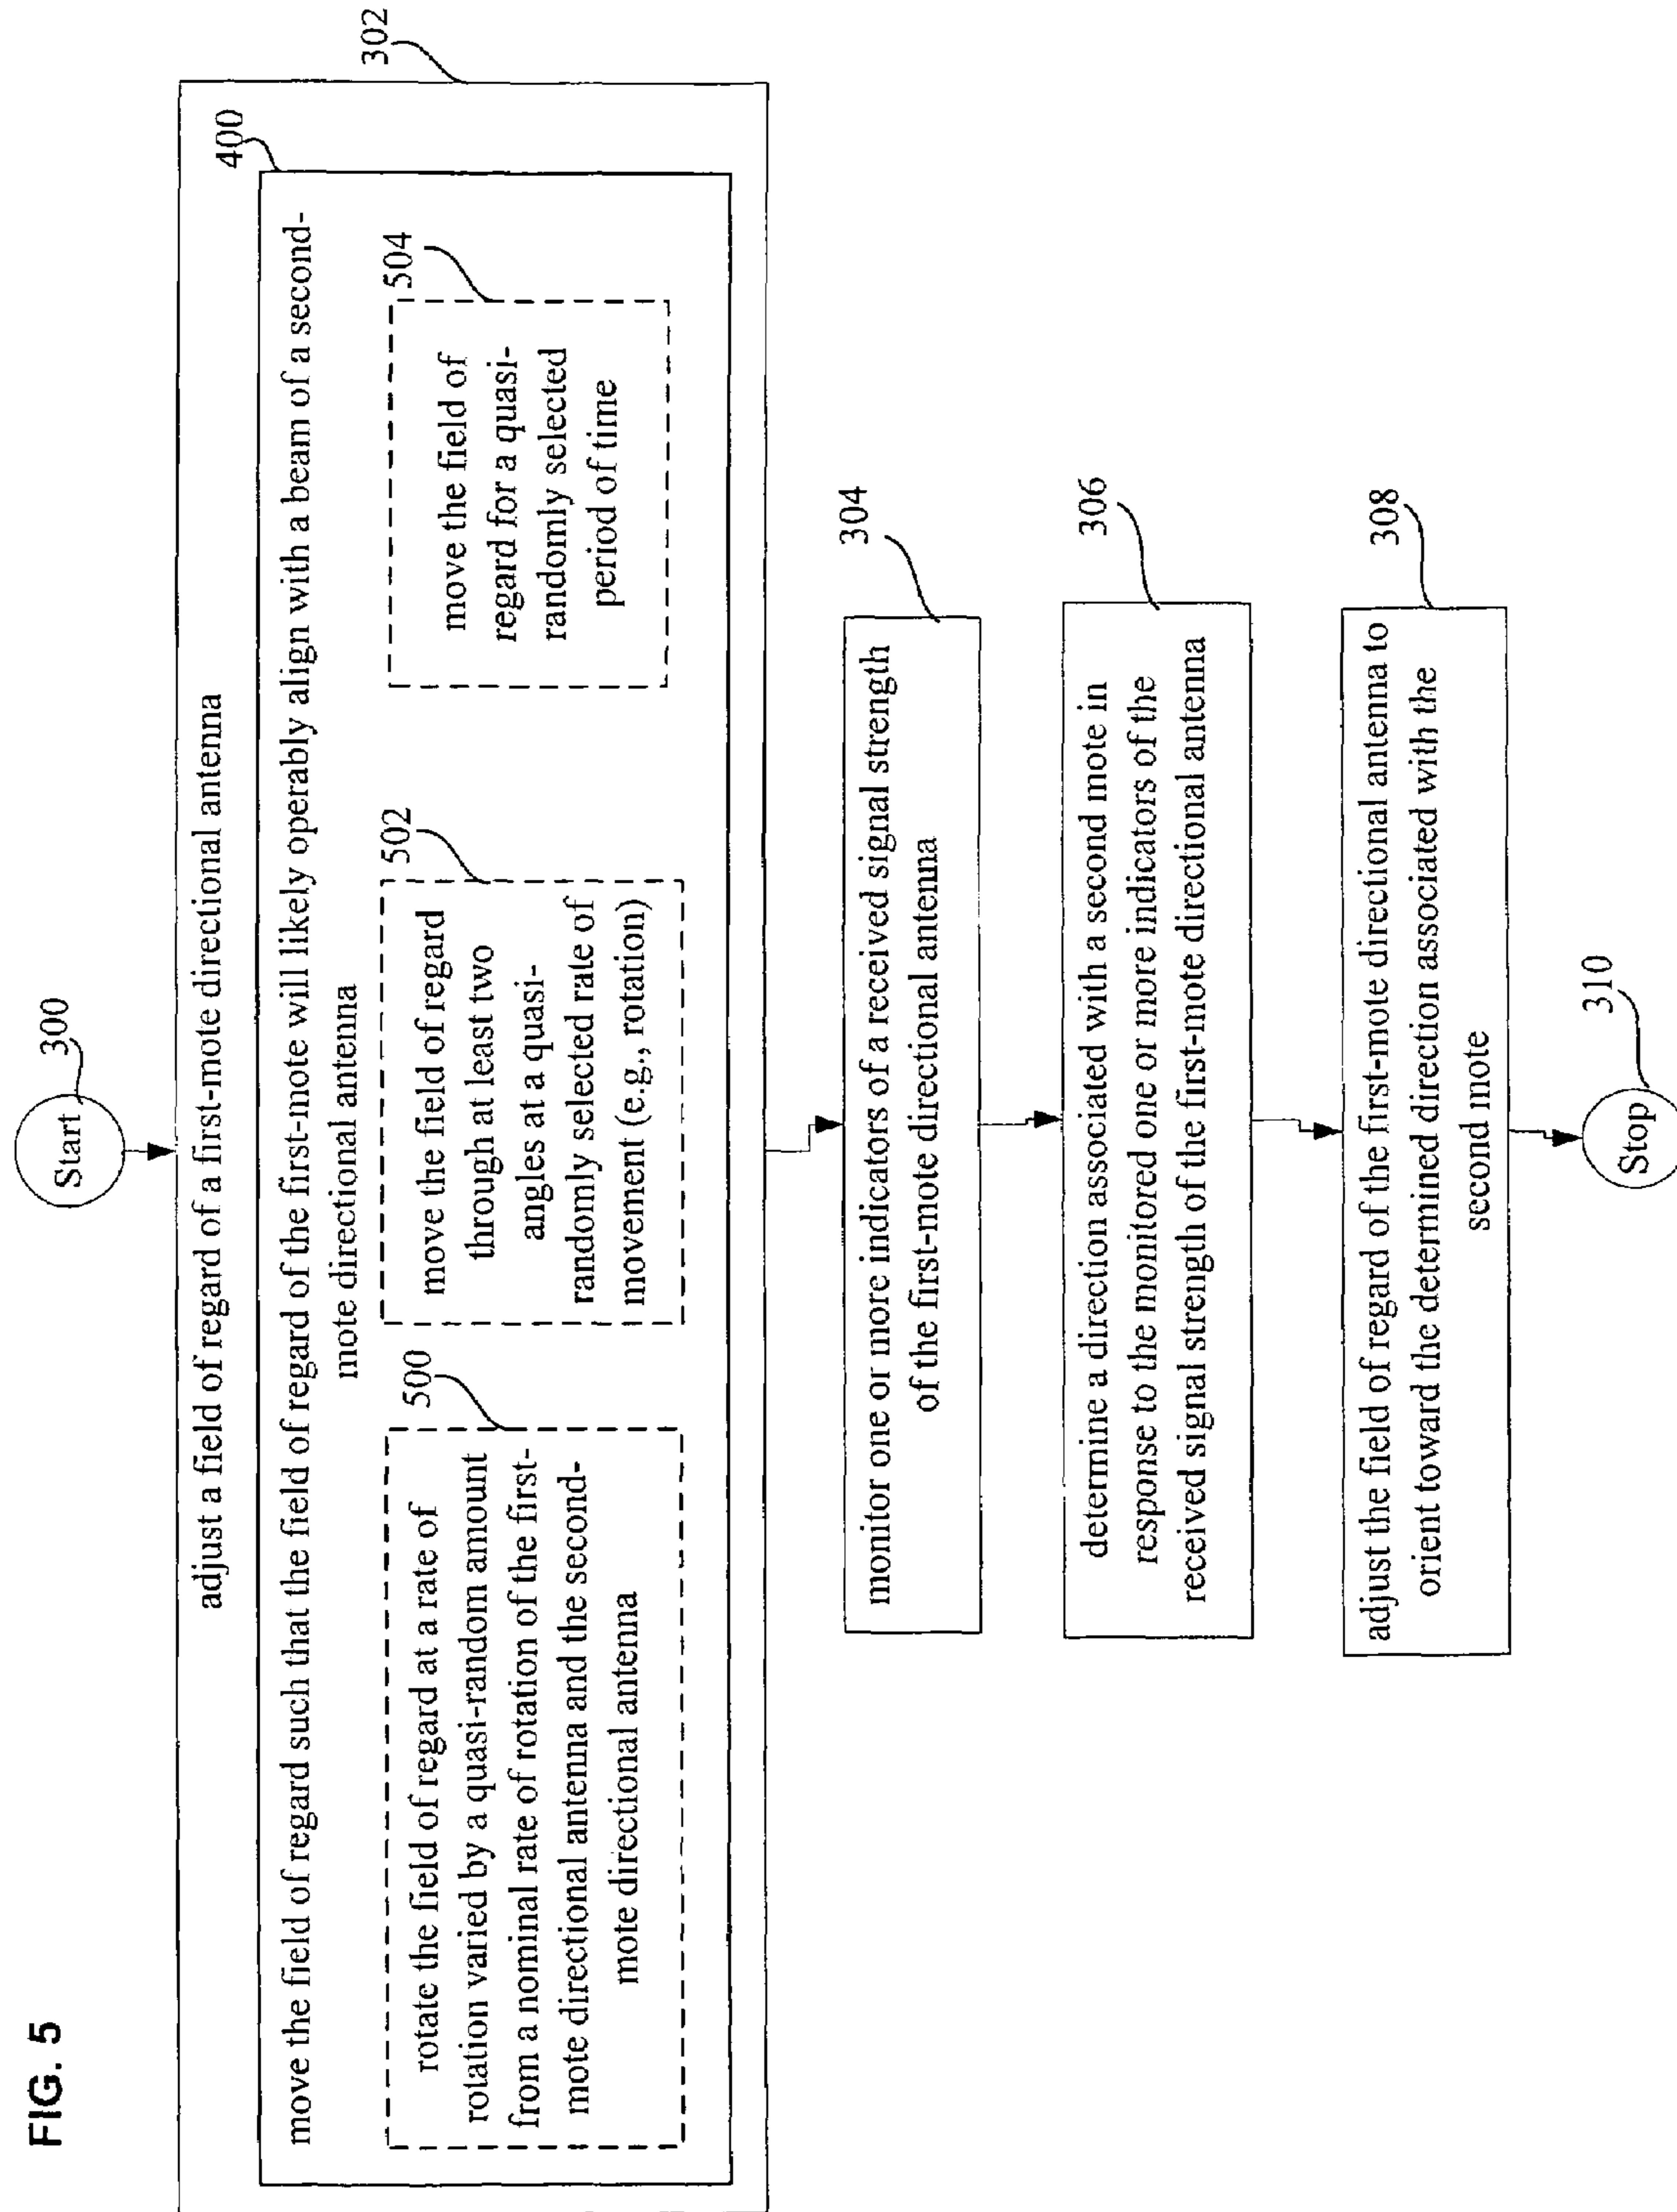 FIG. 5
Start
300
302
adjust a field of regard of a first-mote directional antenna
400
move the field of regard such that the field of regard of the first-mote will likely operably align with a beam of a second-
mote directional antenna
500
rotate the field of regard at a rate of
rotation varied by a quasi-random amount
from a nominal rate of rotation of the first-
mote directional antenna and the second-
mote directional antenna
502
move the field of regard
through at least two
angles at a quasi-
randomly selected rate of
movement (e.g., rotation)
504
move the field of
regard for a quasi-
randomly selected
period of time
304
monitor one or more indicators of a received signal strength
of the first-mote directional antenna
306
determine a direction associated with a second mote in
response to the monitored one or more indicators of the
received signal strength of the first-mote directional antenna
308
adjust the field of regard of the first-mote directional antenna to
orient toward the determined direction associated with the
second mote
310
Stop